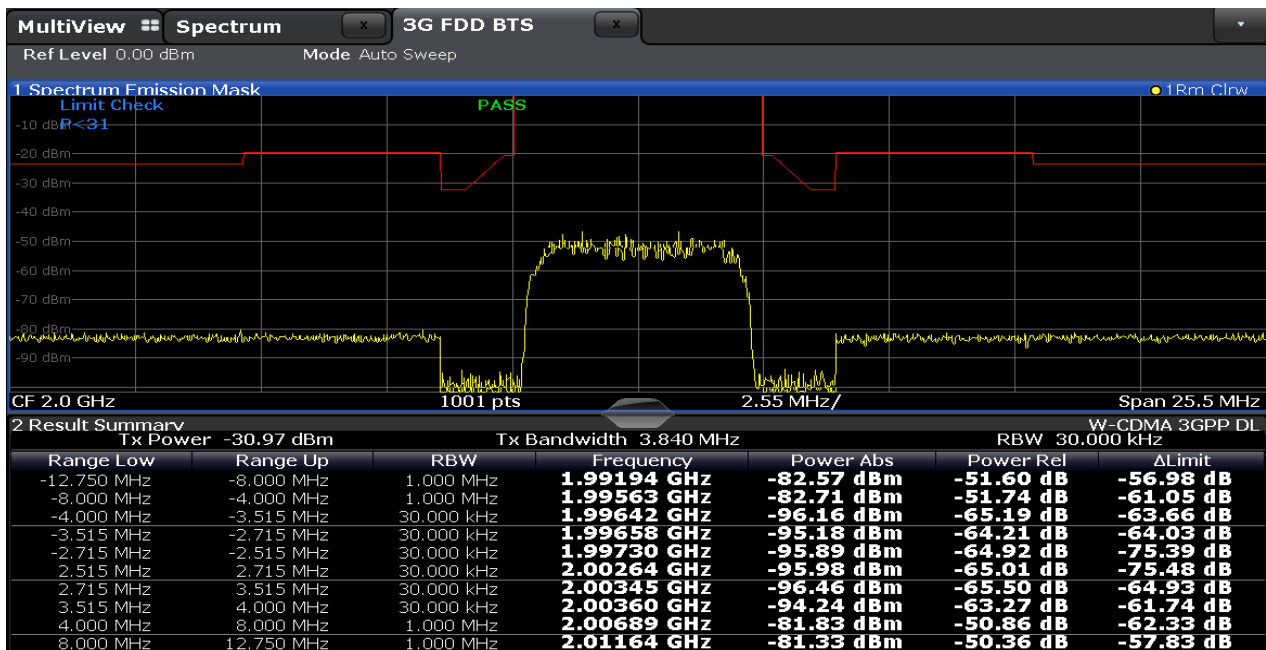 MultiView Spectrum x 3G FDD BTS x
Ref Level 0.00 dBm Mode Auto Sweep
1 Spectrum Emission Mask 1Rm Clrw
Limit Check PASS
P<31
-10 dBm
-20 dBm
-30 dBm
-40 dBm
-50 dBm
-60 dBm
-70 dBm
-80 dBm
-90 dBm
CF 2.0 GHz 1001 pts 2.55 MHz/ Span 25.5 MHz
2 Result Summary W-CDMA 3GPP DL
Tx Power -30.97 dBm Tx Bandwidth 3.840 MHz RBW 30.000 kHz
Range Low Range Up RBW Frequency Power Abs Power Rel ΔLimit
-12.750 MHz -8.000 MHz 1.000 MHz 1.99194 GHz -82.57 dBm -51.60 dB -56.98 dB
-8.000 MHz -4.000 MHz 1.000 MHz 1.99563 GHz -82.71 dBm -51.74 dB -61.05 dB
-4.000 MHz -3.515 MHz 30.000 kHz 1.99642 GHz -96.16 dBm -65.19 dB -63.66 dB
-3.515 MHz -2.715 MHz 30.000 kHz 1.99658 GHz -95.18 dBm -64.21 dB -64.03 dB
-2.715 MHz -2.515 MHz 30.000 kHz 1.99730 GHz -95.89 dBm -64.92 dB -75.39 dB
2.515 MHz 2.715 MHz 30.000 kHz 2.00264 GHz -95.98 dBm -65.01 dB -75.48 dB
2.715 MHz 3.515 MHz 30.000 kHz 2.00345 GHz -96.46 dBm -65.50 dB -64.93 dB
3.515 MHz 4.000 MHz 30.000 kHz 2.00360 GHz -94.24 dBm -63.27 dB -61.74 dB
4.000 MHz 8.000 MHz 1.000 MHz 2.00689 GHz -81.83 dBm -50.86 dB -62.33 dB
8.000 MHz 12.750 MHz 1.000 MHz 2.01164 GHz -81.33 dBm -50.36 dB -57.83 dB